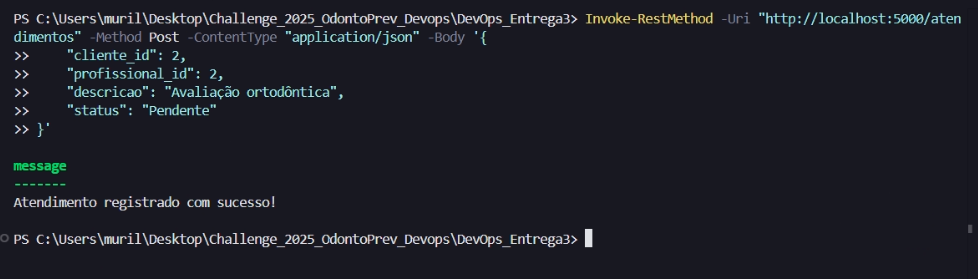 PS C:\Users\muril\Desktop\Challenge_2025_OdontoPrev_Devops\DevOps_Entrega3> Invoke-RestMethod -Uri "http://localhost:5000/aten
dimentos" -Method Post -ContentType "application/json" -Body '{
>>     "cliente_id": 2,
>>     "profissional_id": 2,
>>     "descricao": "Avaliação ortodôntica",
>>     "status": "Pendente"
>> }'
message
-------
Atendimento registrado com sucesso!
PS C:\Users\muril\Desktop\Challenge_2025_OdontoPrev_Devops\DevOps_Entrega3>